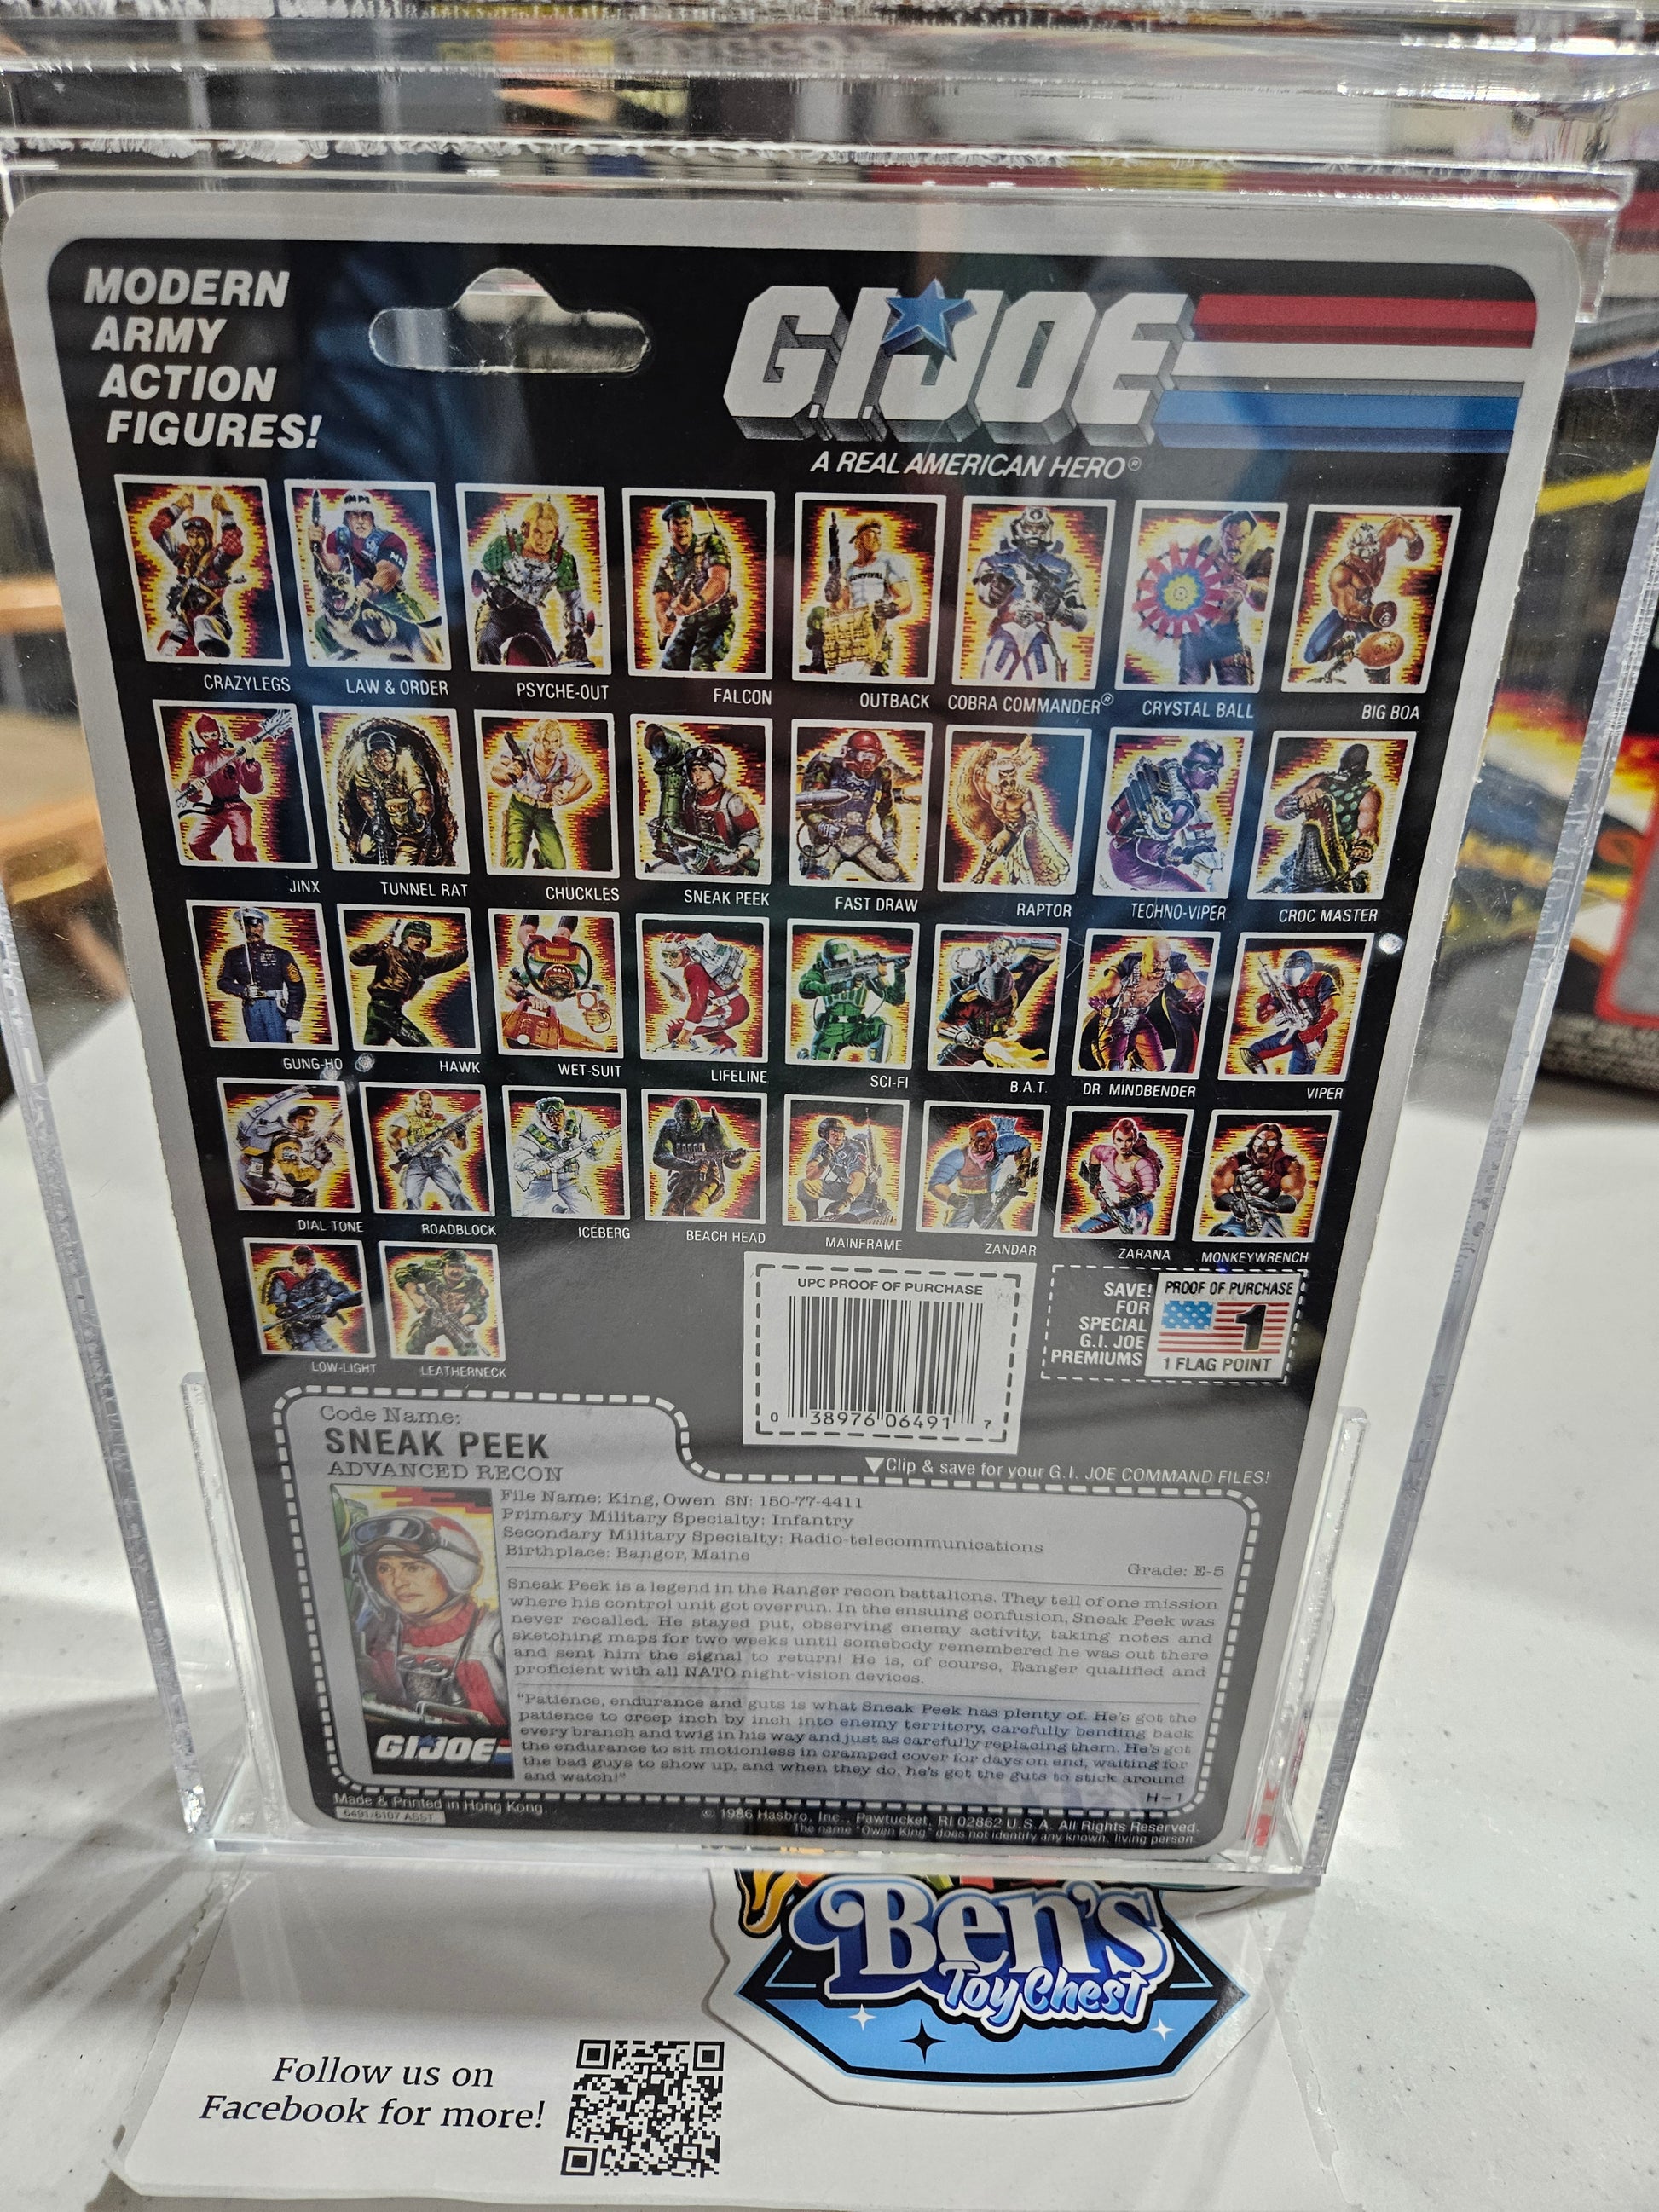 MODERN
ARMY
ACTION
FIGURES!
G.I. JOE
A REAL AMERICAN HERO®
CRAZYLEGS
LAW & ORDER
PSYCHE-OUT
FALCON
OUTBACK
COBRA COMMANDER®
CRYSTAL BALL
BIG BOA
JINX
TUNNEL RAT
CHUCKLES
SNEAK PEEK
FAST DRAW
RAPTOR
TECHNO-VIPER
CROC MASTER
GUNG-HO
HAWK
WET-SUIT
LIFELINE
SCI-FI
B.A.T.
DR. MINDBENDER
VIPER
DIAL-TONE
ROADBLOCK
ICEBERG
BEACH HEAD
MAINFRAME
ZANDAR
ZARANA
MONKEYWRENCH
LOW-LIGHT
LEATHERNECK
UPC PROOF OF PURCHASE
0 38976 06491 7
SAVE!
FOR
SPECIAL
G.I. JOE
PREMIUMS
PROOF OF PURCHASE
1
1 FLAG POINT
▼Clip & save for your G.I. JOE COMMAND FILES!
Code Name:
SNEAK PEEK
ADVANCED RECON
File Name: King, Owen SN: 150-77-4411
Primary Military Specialty: Infantry
Secondary Military Specialty: Radio-telecommunications
Birthplace: Bangor, Maine
Grade: E-5
Sneak Peek is a legend in the Ranger recon battalions. They tell of one mission
where his control unit got overrun. In the ensuing confusion, Sneak Peek was
never recalled. He stayed put, observing enemy activity, taking notes and
sketching maps for two weeks until somebody remembered he was out there
and sent him the signal to return! He is, of course, Ranger qualified and
proficient with all NATO night-vision devices.
"Patience, endurance and guts is what Sneak Peek has plenty of. He's got the
patience to creep inch by inch into enemy territory, carefully bending back
every branch and twig in his way and just as carefully replacing them. He's got
the endurance to sit motionless in cramped cover for days on end, waiting for
the bad guys to show up, and when they do, he's got the guts to stick around
and watch!"
GI JOE
H-1
Made & Printed in Hong Kong
6491/6107 ASST
© 1986 Hasbro, Inc., Pawtucket, RI 02862 U.S.A. All Rights Reserved.
The name "Owen King" does not identify any known, living person.
Ben's
Toy Chest
Follow us on
Facebook for more!